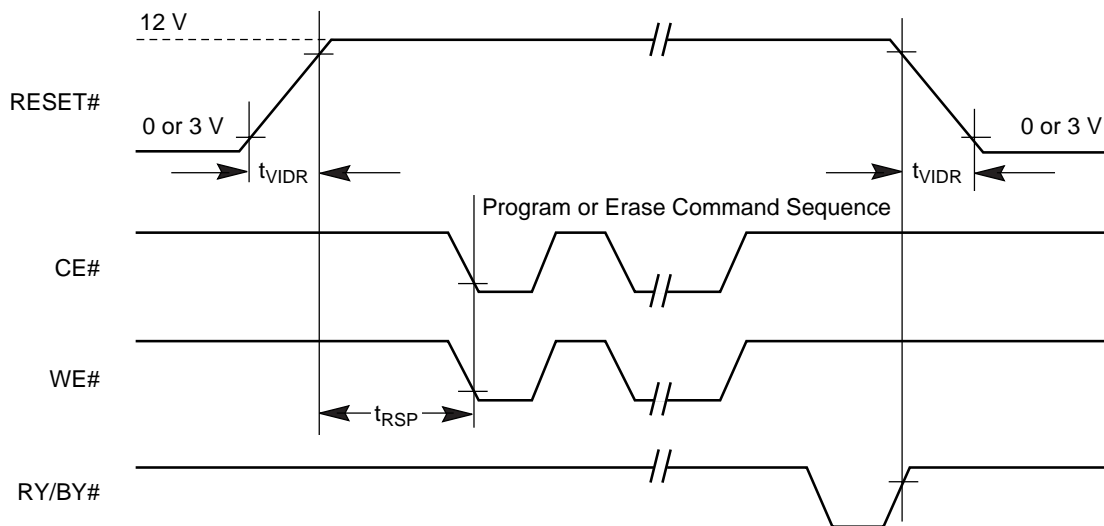 12 V
RESET#
0 or 3 V
0 or 3 V
tVIDR
tVIDR
Program or Erase Command Sequence
CE#
WE#
tRSP
RY/BY#